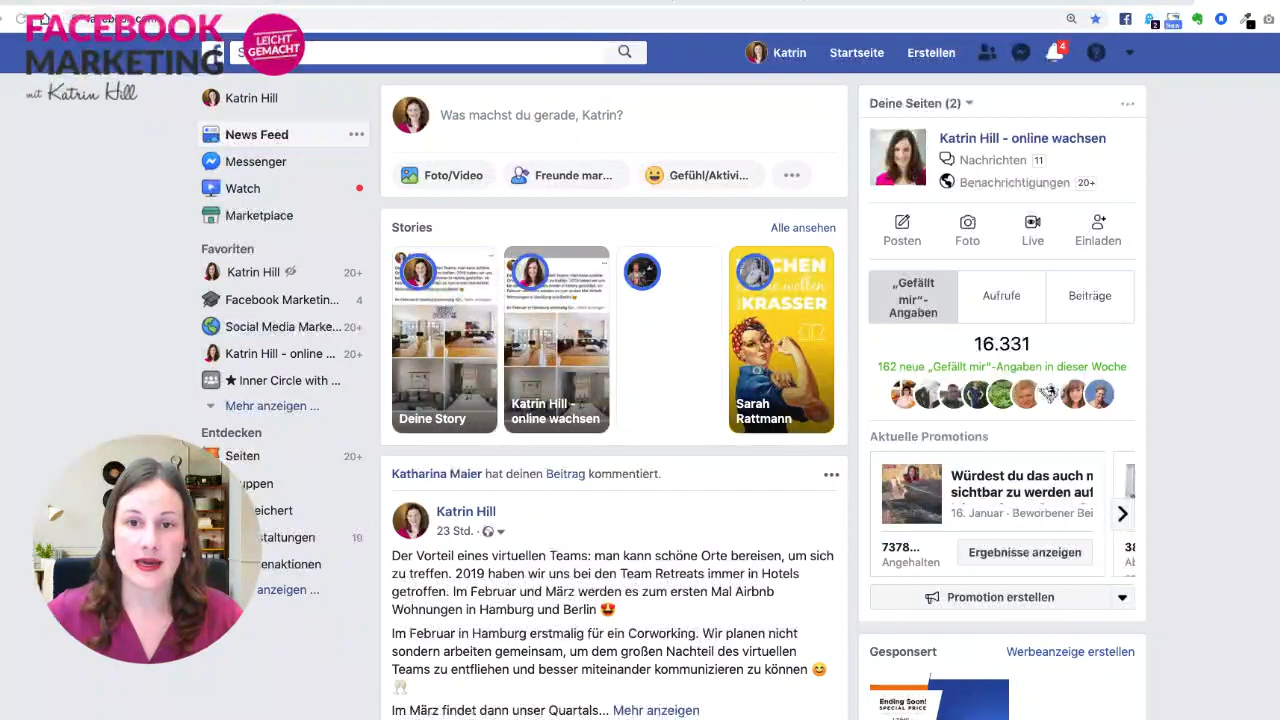 FACEBOOK
MARKETING
mit Katrin Hill
LEICHT
GEMACHT
Katrin
Startseite
Erstellen
4
Katrin Hill
News Feed
Messenger
Watch
Marketplace
Favoriten
Katrin Hill
20+
Facebook Marketin...
4
Social Media Marke...
20+
Katrin Hill - online ...
20+
★ Inner Circle with ...
Mehr anzeigen ...
Entdecken
Seiten
20+
uppen
eichert
staltungen
19
enaktionen
anzeigen ...
Was machst du gerade, Katrin?
Foto/Video
Freunde mar...
Gefühl/Aktivi...
Stories
Alle ansehen
Deine Story
Katrin Hill -
online wachsen
KRASSER
Sarah
Rattmann
Katharina Maier hat deinen Beitrag kommentiert.
Katrin Hill
23 Std.
Der Vorteil eines virtuellen Teams: man kann schöne Orte bereisen, um sich
zu treffen. 2019 haben wir uns bei den Team Retreats immer in Hotels
getroffen. Im Februar und März werden es zum ersten Mal Airbnb
Wohnungen in Hamburg und Berlin 😍
Im Februar in Hamburg erstmalig für ein Corworking. Wir planen nicht
sondern arbeiten gemeinsam, um dem großen Nachteil des virtuellen
Teams zu entfliehen und besser miteinander kommunizieren zu können 😊
🥂
Im März findet dann unser Quartals... Mehr anzeigen
Deine Seiten (2)
Katrin Hill - online wachsen
Nachrichten 11
Benachrichtigungen 20+
Posten
Foto
Live
Einladen
„Gefällt
mir“-
Angaben
Aufrufe
Beiträge
16.331
162 neue „Gefällt mir“-Angaben in dieser Woche
Aktuelle Promotions
Würdest du das auch m
sichtbar zu werden auf
16. Januar · Beworbener Bei
7378...
Angehalten
Ergebnisse anzeigen
Promotion erstellen
Gesponsert
Werbeanzeige erstellen
Ending Soon!
SPECIAL PRICE